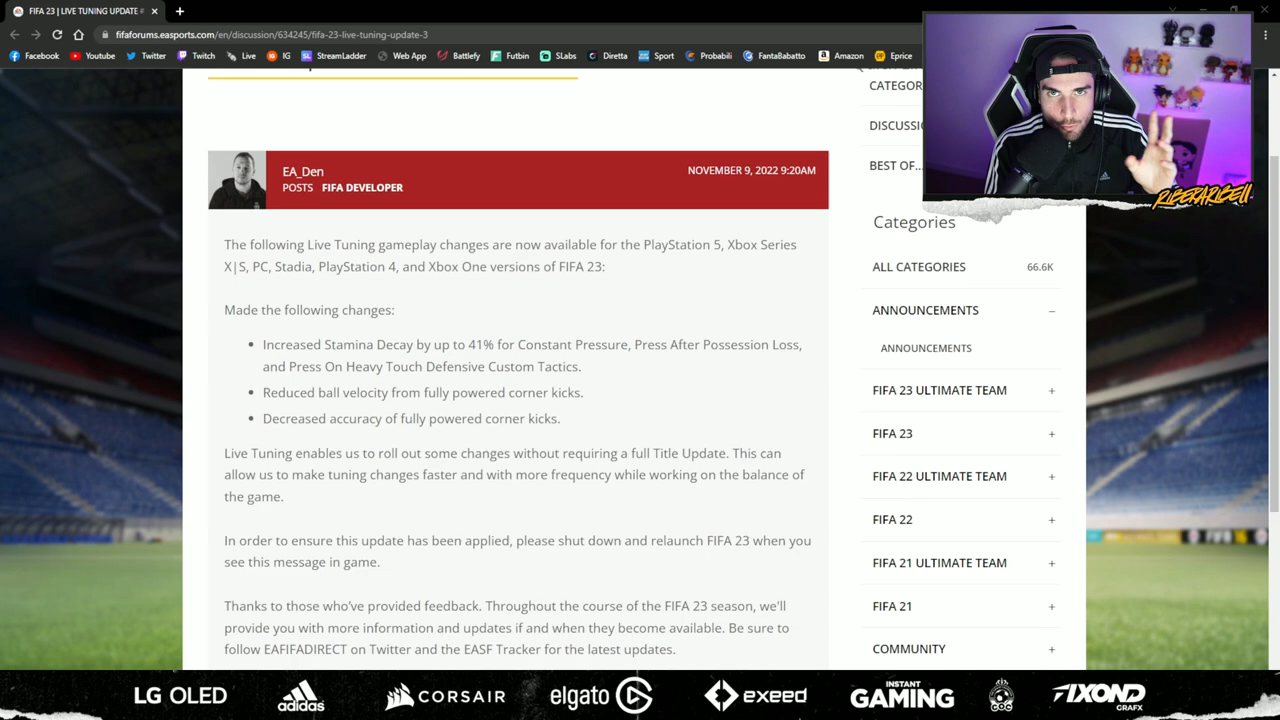 FIFA 23 | LIVE TUNING UPDATE #
fifaforums.easports.com/en/discussion/634245/fifa-23-live-tuning-update-3
Facebook
Youtube
Twitter
Twitch
Live
IG
StreamLadder
Web App
Battlefy
Futbin
SLabs
Diretta
Sport
Probabili
FantaBabatto
Amazon
Eprice
CATEGOR
DISCUSSI
BEST OF...
RIBERARIBELL
EA_Den
POSTS FIFA DEVELOPER
NOVEMBER 9, 2022 9:20AM
The following Live Tuning gameplay changes are now available for the PlayStation 5, Xbox Series
X|S, PC, Stadia, PlayStation 4, and Xbox One versions of FIFA 23:
Made the following changes:
• Increased Stamina Decay by up to 41% for Constant Pressure, Press After Possession Loss,
and Press On Heavy Touch Defensive Custom Tactics.
• Reduced ball velocity from fully powered corner kicks.
• Decreased accuracy of fully powered corner kicks.
Live Tuning enables us to roll out some changes without requiring a full Title Update. This can
allow us to make tuning changes faster and with more frequency while working on the balance of
the game.
In order to ensure this update has been applied, please shut down and relaunch FIFA 23 when you
see this message in game.
Thanks to those who've provided feedback. Throughout the course of the FIFA 23 season, we'll
provide you with more information and updates if and when they become available. Be sure to
follow EAFIFADIRECT on Twitter and the EASF Tracker for the latest updates.
Categories
ALL CATEGORIES 66.6K
ANNOUNCEMENTS −
ANNOUNCEMENTS
FIFA 23 ULTIMATE TEAM +
FIFA 23 +
FIFA 22 ULTIMATE TEAM +
FIFA 22 +
FIFA 21 ULTIMATE TEAM +
FIFA 21 +
COMMUNITY +
LG OLED
adidas
CORSAIR
elgato
exeed
INSTANT
GAMING
FIXOND
GRAFX